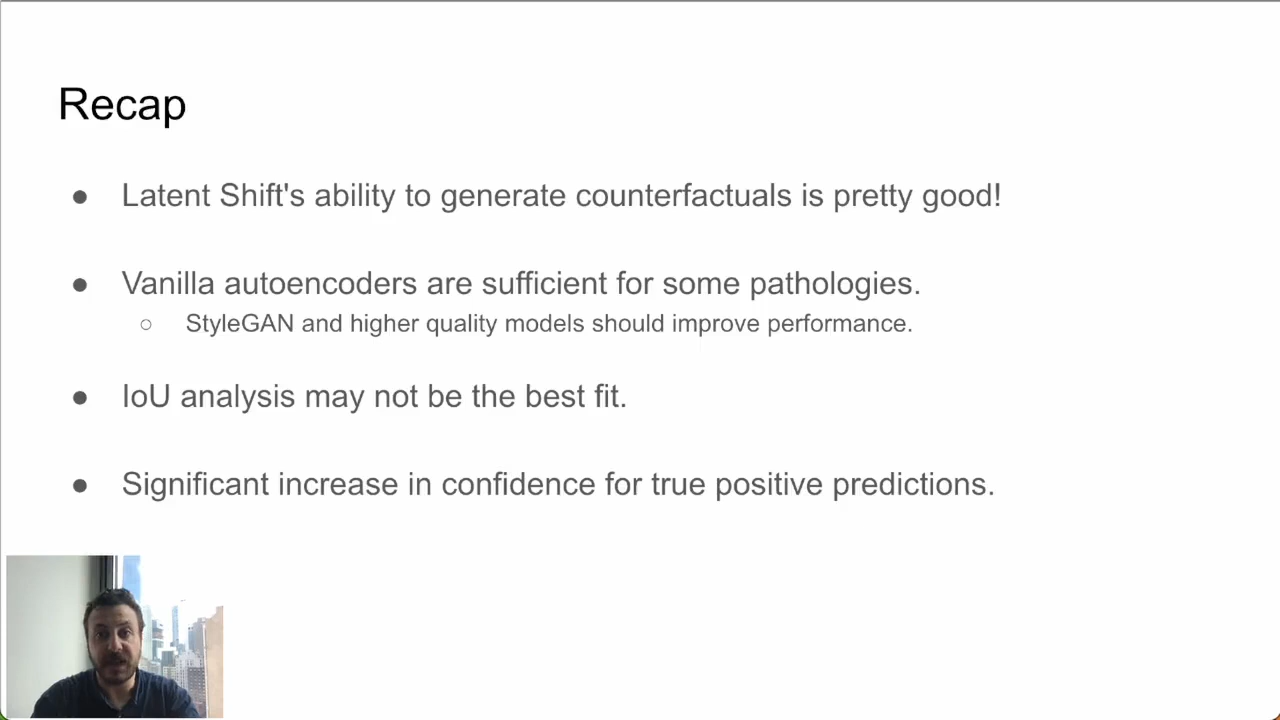 Recap
● Latent Shift's ability to generate counterfactuals is pretty good!
● Vanilla autoencoders are sufficient for some pathologies.
○ StyleGAN and higher quality models should improve performance.
● IoU analysis may not be the best fit.
● Significant increase in confidence for true positive predictions.